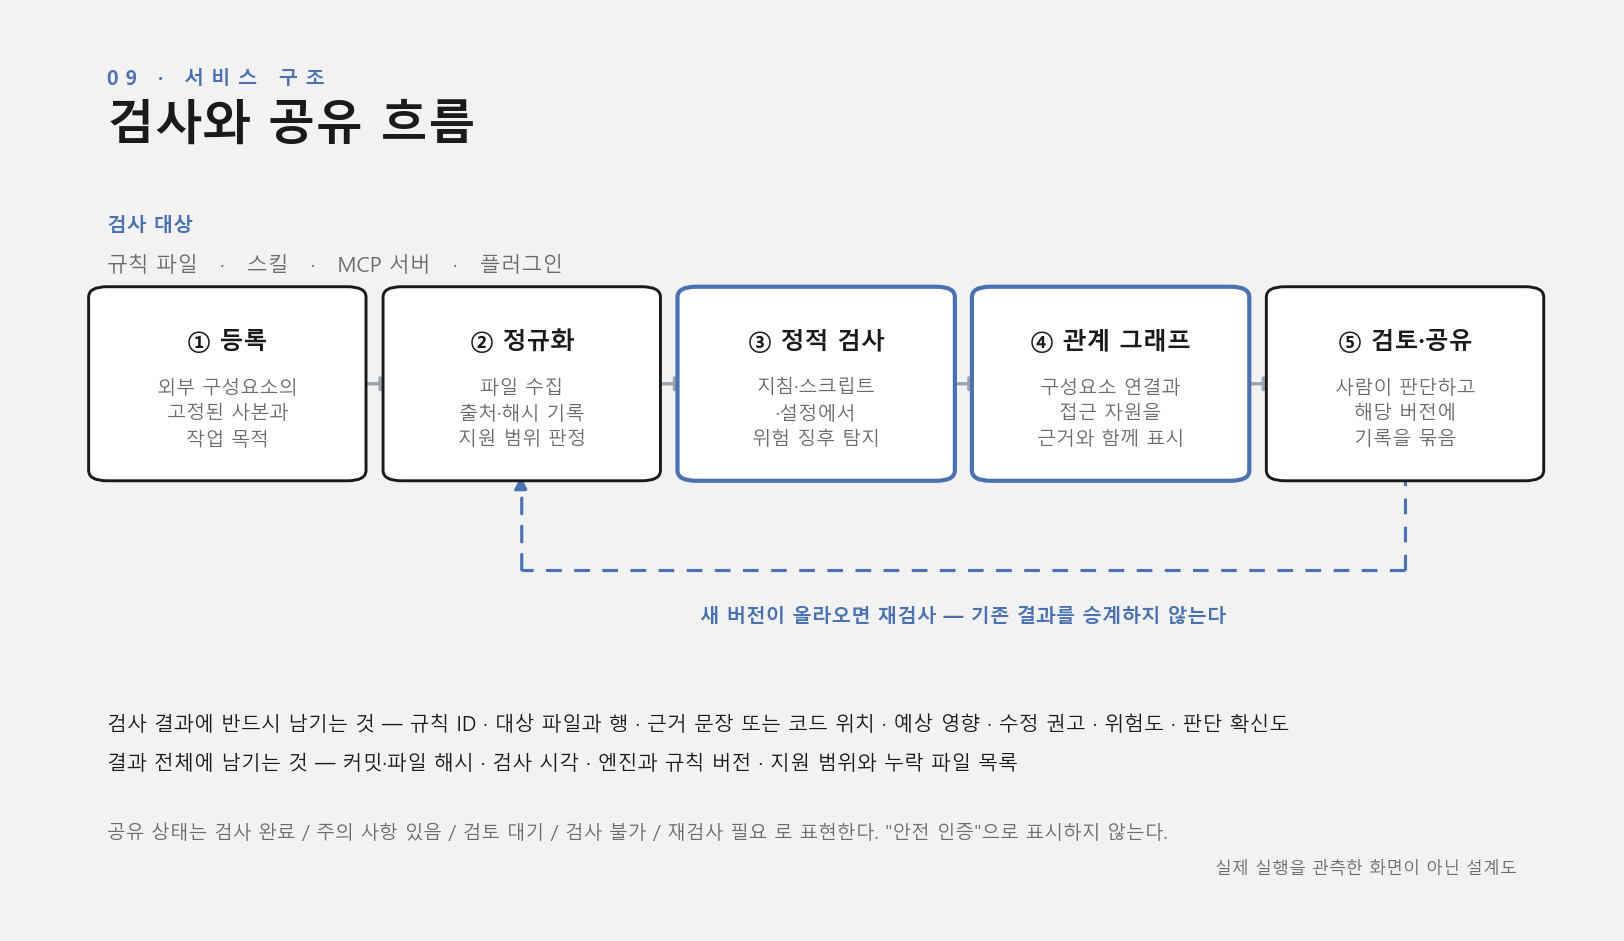 09 · 서비스 구조
검사와 공유 흐름
검사 대상
규칙 파일 · 스킬 · MCP 서버 · 플러그인
① 등록
외부 구성요소의
고정된 사본과
작업 목적
② 정규화
파일 수집
출처·해시 기록
지원 범위 판정
③ 정적 검사
지침·스크립트
·설정에서
위험 징후 탐지
④ 관계 그래프
구성요소 연결과
접근 자원을
근거와 함께 표시
⑤ 검토·공유
사람이 판단하고
해당 버전에
기록을 묶음
새 버전이 올라오면 재검사 — 기존 결과를 승계하지 않는다
검사 결과에 반드시 남기는 것 — 규칙 ID · 대상 파일과 행 · 근거 문장 또는 코드 위치 · 예상 영향 · 수정 권고 · 위험도 · 판단 확신도
결과 전체에 남기는 것 — 커밋·파일 해시 · 검사 시각 · 엔진과 규칙 버전 · 지원 범위와 누락 파일 목록
공유 상태는 검사 완료 / 주의 사항 있음 / 검토 대기 / 검사 불가 / 재검사 필요 로 표현한다. "안전 인증"으로 표시하지 않는다.
실제 실행을 관측한 화면이 아닌 설계도